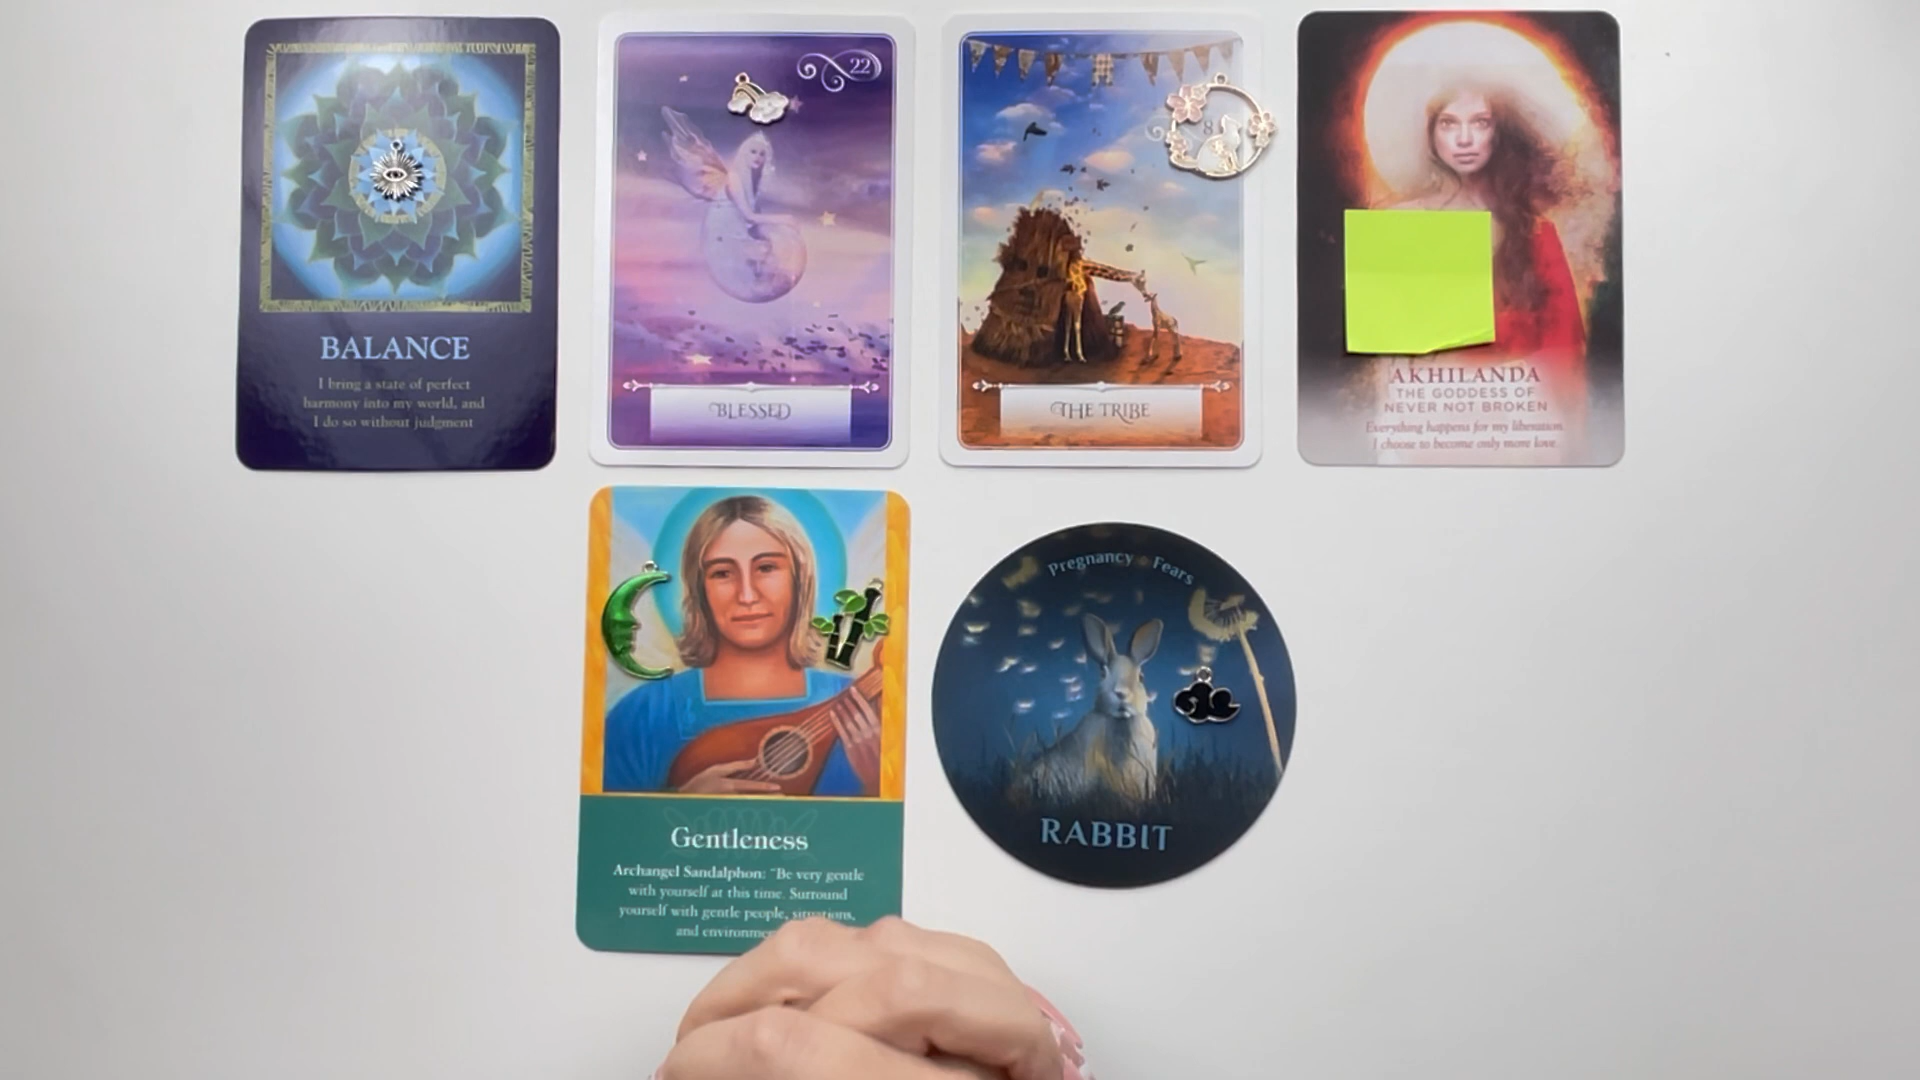 BALANCE
I bring a state of perfect
harmony into my world, and
I do so without judgment
22
BLESSED
8
THE TRIBE
AKHILANDA
THE GODDESS OF
NEVER NOT BROKEN
Everything happens for my liberation.
I choose to become only more love.
Gentleness
Archangel Sandalphon: "Be very gentle
with yourself at this time. Surround
yourself with gentle people, situations,
and
Pregnancy Fears
RABBIT